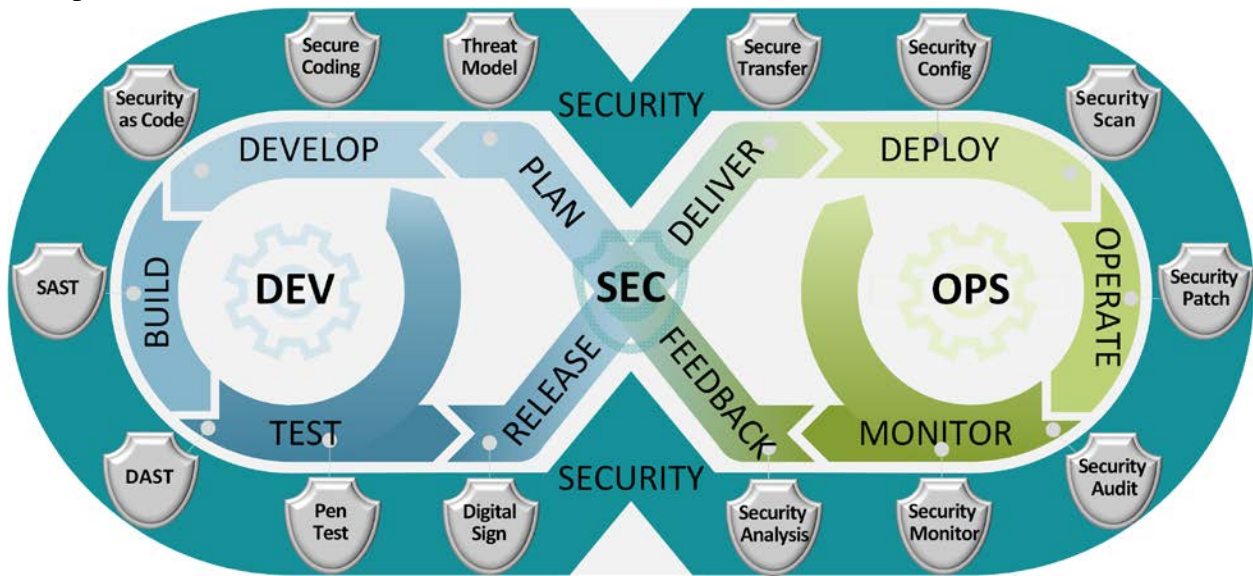 Secure
Coding
Threat
Model
Secure
Transfer
Security
Config
Security
as Code
SECURITY
Security
Scan
DEVELOP
PLAN
DELIVER
DEPLOY
SAST
BUILD
DEV
SEC
OPS
OPERATE
Security
Patch
TEST
RELEASE
FEEDBACK
MONITOR
DAST
SECURITY
Security
Audit
Pen
Test
Digital
Sign
Security
Analysis
Security
Monitor